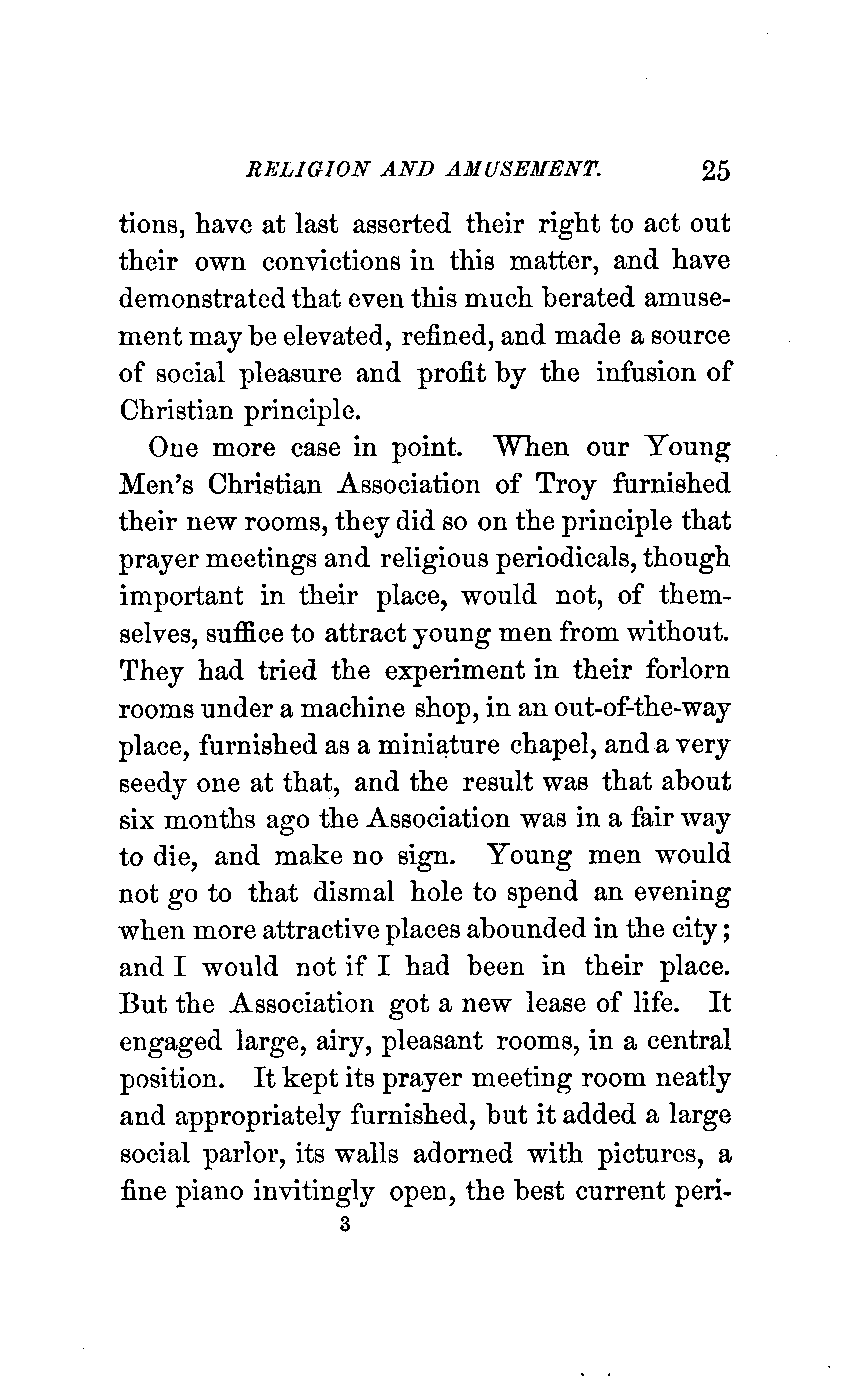 RELIGION AND AMUSEMENT. 25
tions, have at last asserted their right to act out
their own convictions in this matter, and have
demonstrated that even this much berated amuse-
ment may be elevated, refined, and made a source
of social pleasure and profit by the infusion of
Christian principle.
One more case in point. When our Young
Men's Christian Association of Troy furnished
their new rooms, they did so on the principle that
prayer meetings and religious periodicals, though
important in their place, would not, of them-
selves, suffice to attract young men from without.
They had tried the experiment in their forlorn
rooms under a machine shop, in an out-of-the-way
place, furnished as a miniature chapel, and a very
seedy one at that, and the result was that about
six months ago the Association was in a fair way
to die, and make no sign. Young men would
not go to that dismal hole to spend an evening
when more attractive places abounded in the city;
and I would not if I had been in their place.
But the Association got a new lease of life. It
engaged large, airy, pleasant rooms, in a central
position. It kept its prayer meeting room neatly
and appropriately furnished, but it added a large
social parlor, its walls adorned with pictures, a
fine piano invitingly open, the best current peri-
3